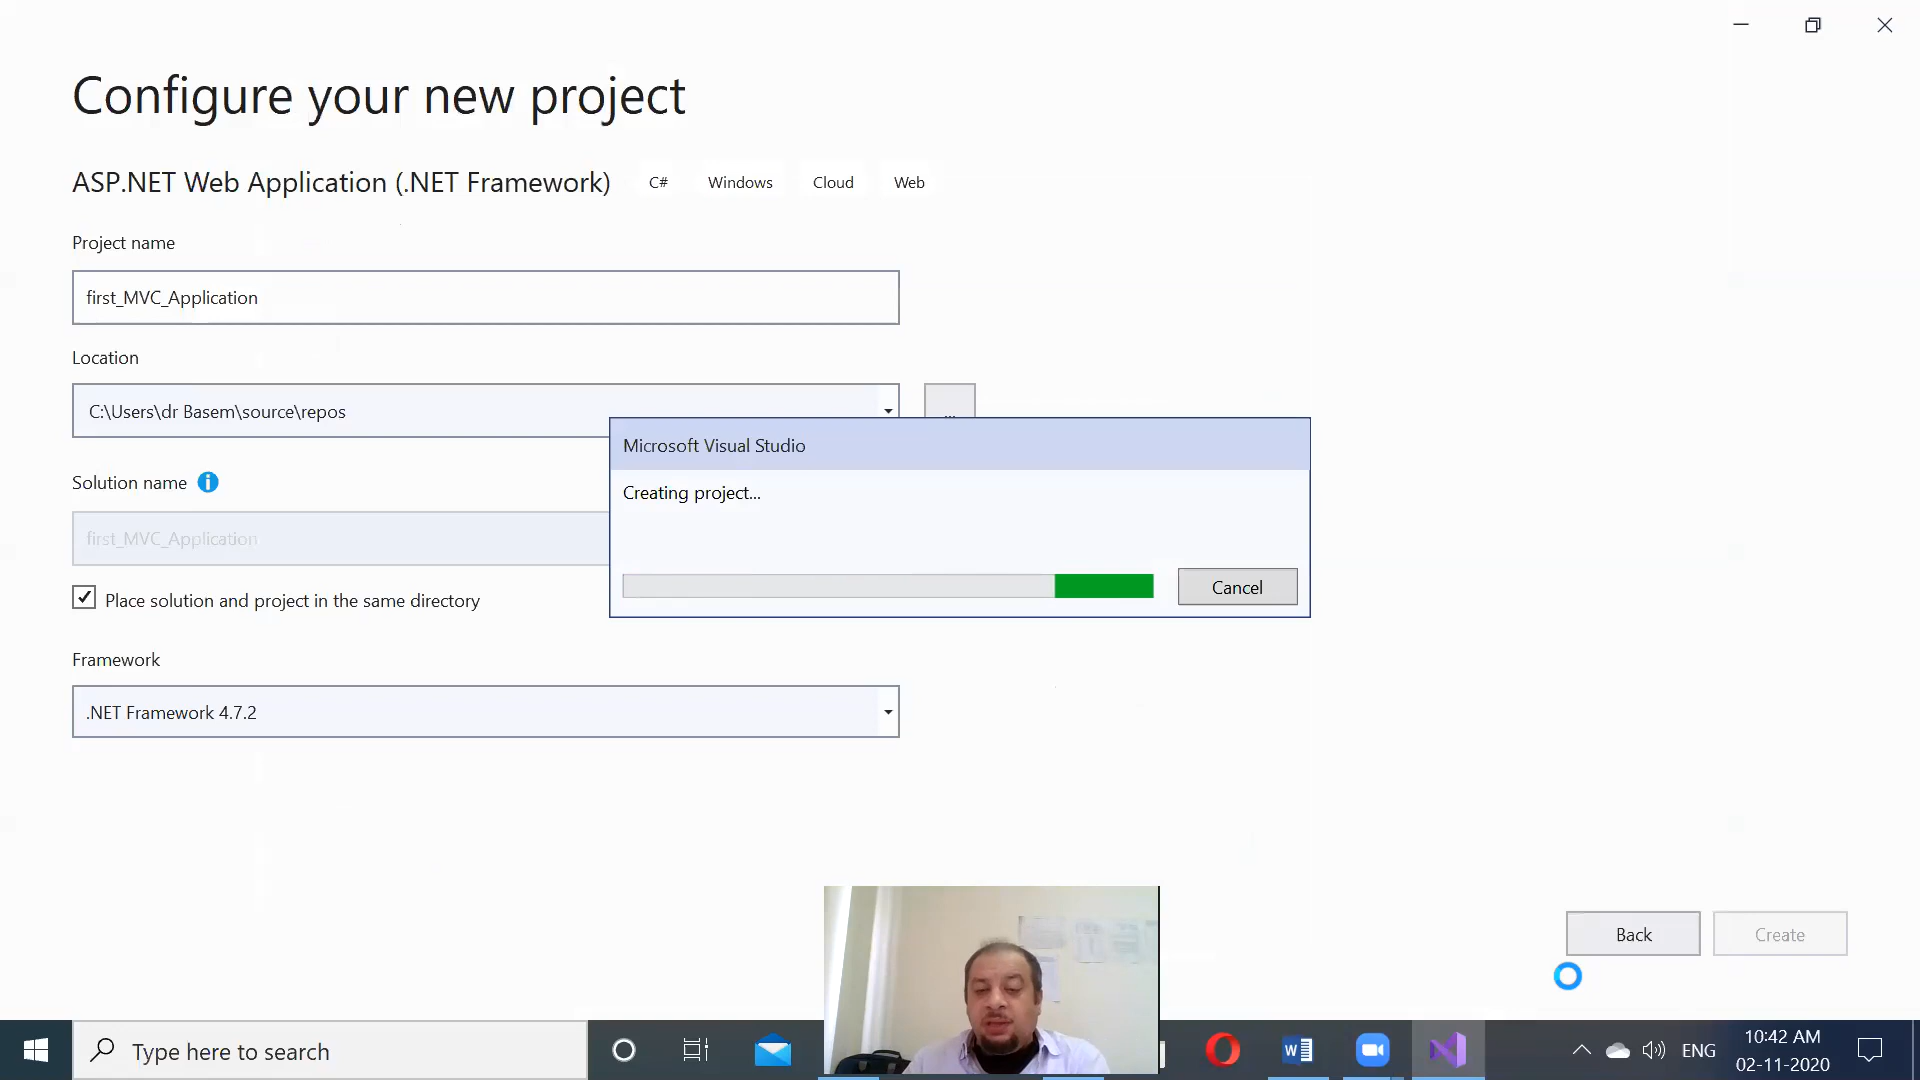 Configure your new project
ASP.NET Web Application (.NET Framework) C# Windows Cloud Web
Project name
first_MVC_Application
Location
C:\Users\dr Basem\source\repos
...
Microsoft Visual Studio
Creating project...
Cancel
Solution name
first_MVC_Application
Place solution and project in the same directory
Framework
.NET Framework 4.7.2
Back
Create
Type here to search
ENG
10:42 AM
02-11-2020